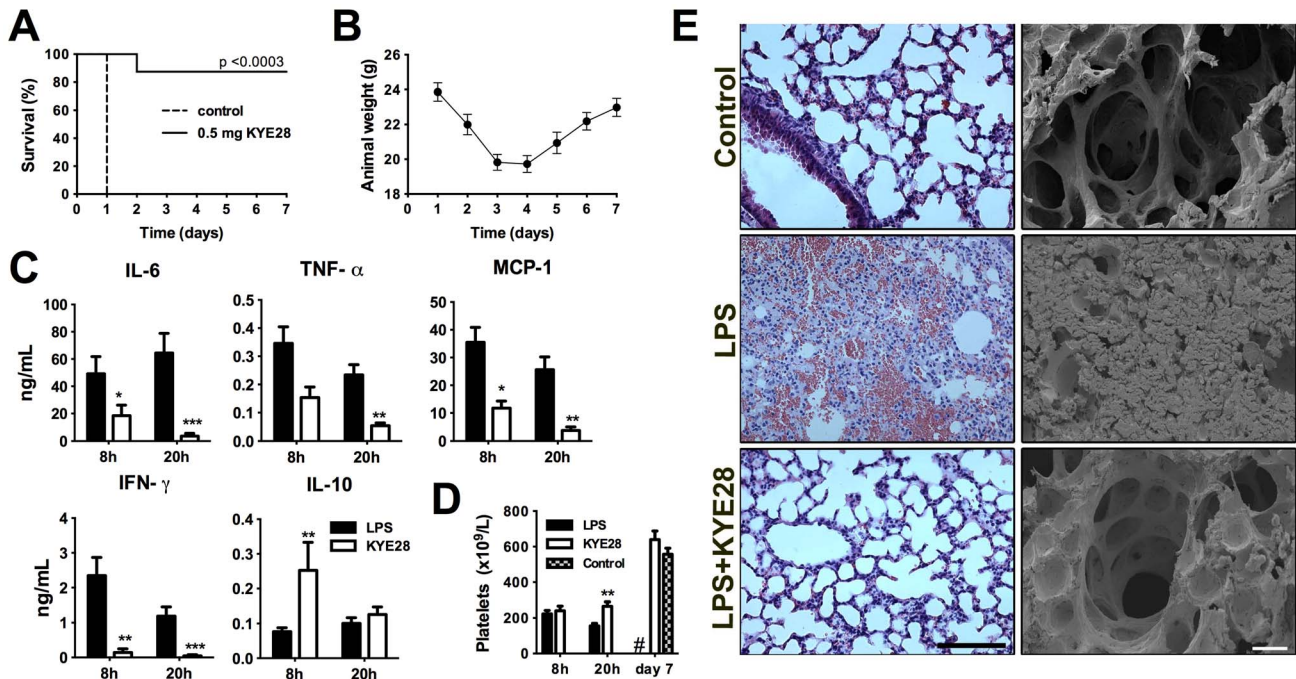 A
Survival (%)
100
80
60
40
20
0
p <0.0003
control
0.5 mg KYE28
0 1 2 3 4 5 6 7
Time (days)
B
Animal weight (g)
26
24
22
20
18
1 2 3 4 5 6 7
Time (days)
C
IL-6
ng/mL
100
80
60
40
20
0
*
***
8h 20h
TNF- α
0.5
0.4
0.3
0.2
0.1
0.0
**
8h 20h
MCP-1
50
40
30
20
10
0
*
**
8h 20h
IFN- γ
ng/mL
4
3
2
1
0
**
***
8h 20h
IL-10
0.4
0.3
0.2
0.1
0.0
**
LPS
KYE28
8h 20h
D
Platelets (x10⁹/L)
800
600
400
200
0
LPS
KYE28
Control
**
#
8h 20h day 7
E
Control
LPS
LPS+KYE28